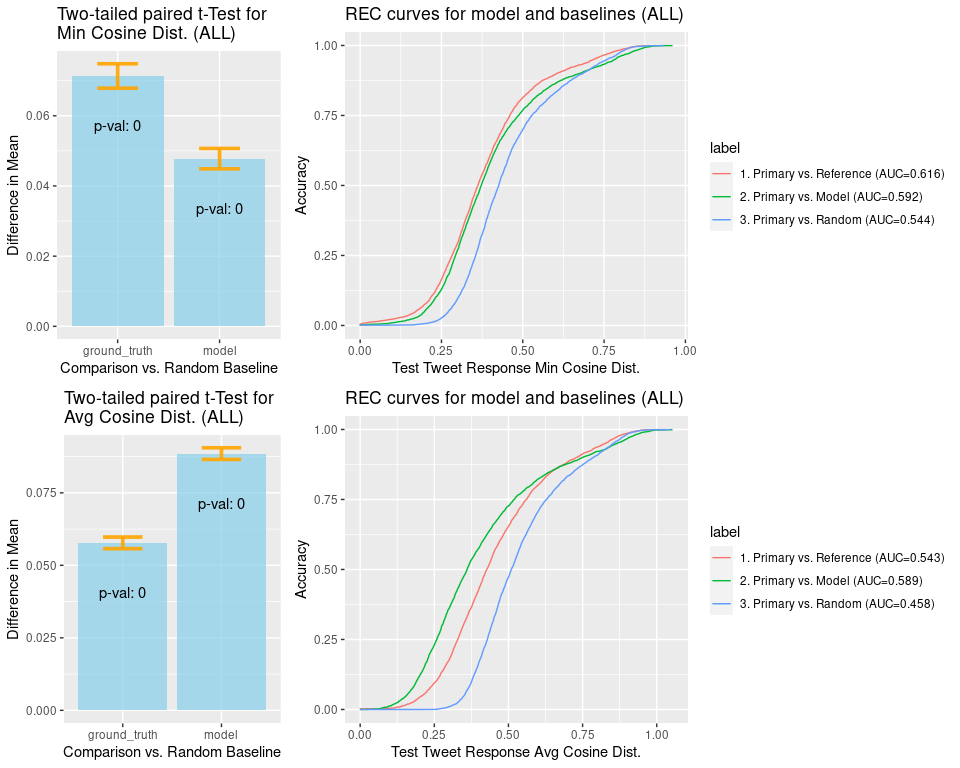 Two-tailed paired t-Test for
Min Cosine Dist. (ALL)
Difference in Mean
0.06
0.04
0.02
0.00
p-val: 0
p-val: 0
ground_truth
model
Comparison vs. Random Baseline
REC curves for model and baselines (ALL)
Accuracy
1.00
0.75
0.50
0.25
0.00
0.00
0.25
0.50
0.75
1.00
Test Tweet Response Min Cosine Dist.
label
1. Primary vs. Reference (AUC=0.616)
2. Primary vs. Model (AUC=0.592)
3. Primary vs. Random (AUC=0.544)
Two-tailed paired t-Test for
Avg Cosine Dist. (ALL)
Difference in Mean
0.075
0.050
0.025
0.000
p-val: 0
p-val: 0
ground_truth
model
Comparison vs. Random Baseline
REC curves for model and baselines (ALL)
Accuracy
1.00
0.75
0.50
0.25
0.00
0.00
0.25
0.50
0.75
1.00
Test Tweet Response Avg Cosine Dist.
label
1. Primary vs. Reference (AUC=0.543)
2. Primary vs. Model (AUC=0.589)
3. Primary vs. Random (AUC=0.458)